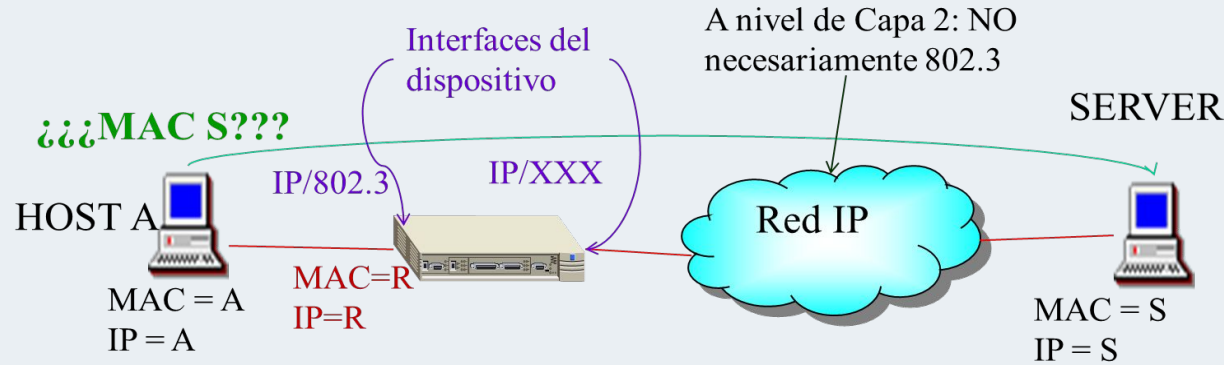 Interfaces del
dispositivo
A nivel de Capa 2: NO
necesariamente 802.3
¿¿¿MAC S???
SERVER
IP/802.3
IP/XXX
HOST A
Red IP
MAC=R
IP=R
MAC = A
IP = A
MAC = S
IP = S